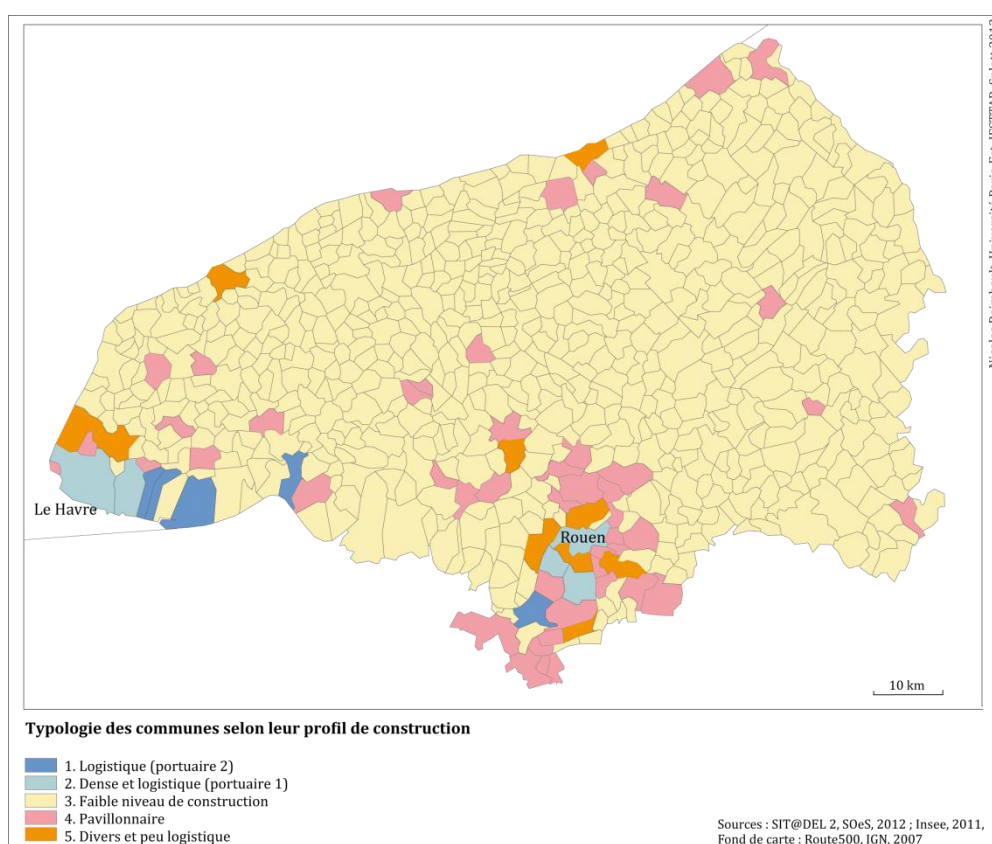 Le Havre
Rouen
10 km
Typologie des communes selon leur profil de construction
1. Logistique (portuaire 2)
2. Dense et logistique (portuaire 1)
3. Faible niveau de construction
4. Pavillonnaire
5. Divers et peu logistique
Sources : SIT@DEL 2, SOeS, 2012 ; Insee, 2011,
Fond de carte : Route500, IGN, 2007